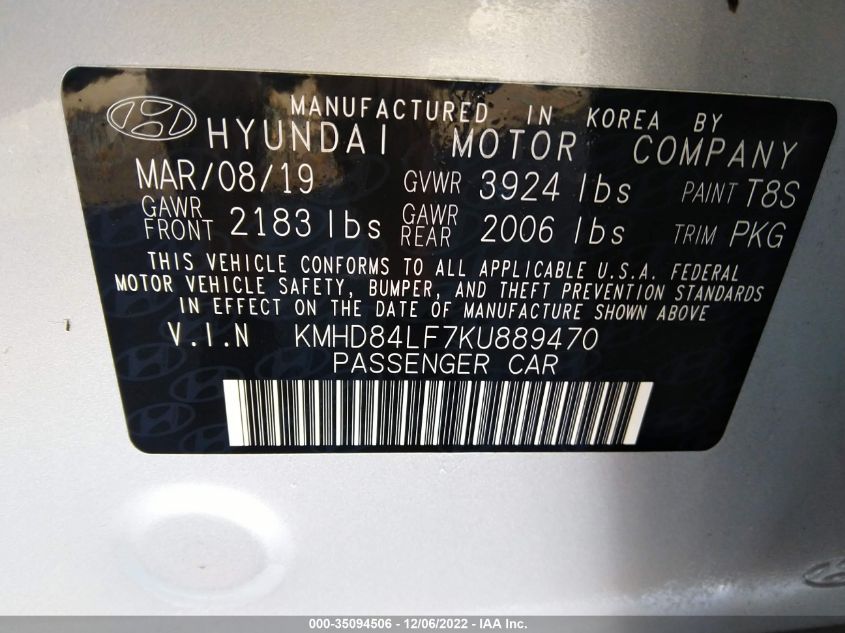 MANUFACTURED IN KOREA BY
HYUNDAI MOTOR COMPANY
MAR/08/19 GVWR 3924 lbs PAINT T8S
GAWR FRONT 2183 lbs GAWR REAR 2006 lbs TRIM PKG
THIS VEHICLE CONFORMS TO ALL APPLICABLE U.S.A. FEDERAL
MOTOR VEHICLE SAFETY, BUMPER, AND THEFT PREVENTION STANDARDS
IN EFFECT ON THE DATE OF MANUFACTURE SHOWN ABOVE
V.I.N KMHD84LF7KU889470
PASSENGER CAR
000-35094506 - 12/06/2022 - IAA Inc.